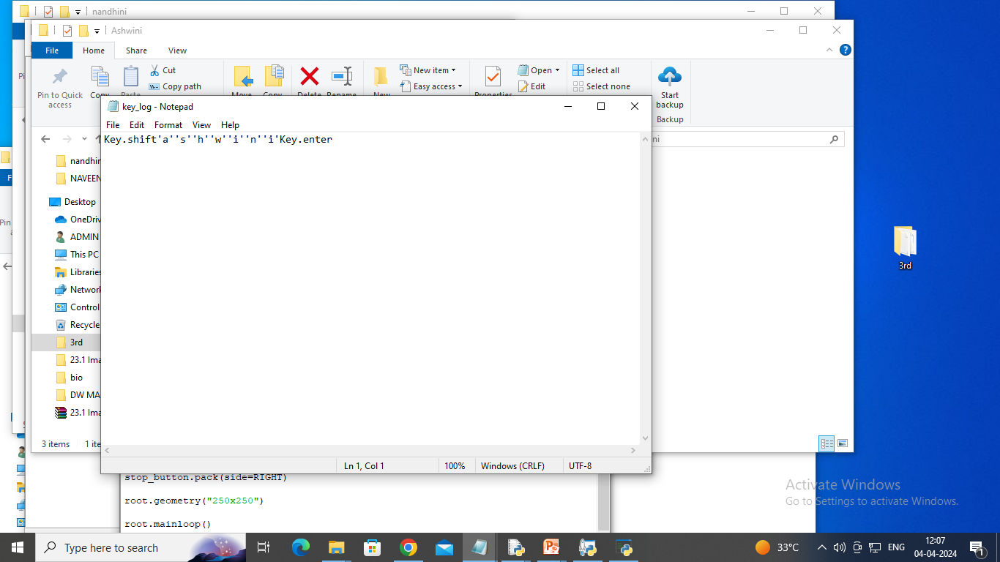 nandhini
Ashwini
File Home Share View
Pin to Quick access
Copy
Paste
Cut
Copy path
Move
Copy
Delete
Rename
New
New item
Easy access
Properties
Open
Edit
Select all
Select none
Start backup
Backup
key_log - Notepad
File Edit Format View Help
Key.shift'a''s''h''w''i''n''i'Key.enter
Ln 1, Col 1 100% Windows (CRLF) UTF-8
nandhin
NAVEEN
Desktop
OneDriv
ADMIN
This PC
Libraries
Network
Control
Recycle
3rd
23.1 Ima
bio
DW MA
23.1 Ima
3 items 1 ite
3rd
stop_button.pack(side=RIGHT)
root.geometry("250x250")
root.mainloop()
Activate Windows
Go to Settings to activate Windows.
Type here to search
33°C
ENG
12:07
04-04-2024
1